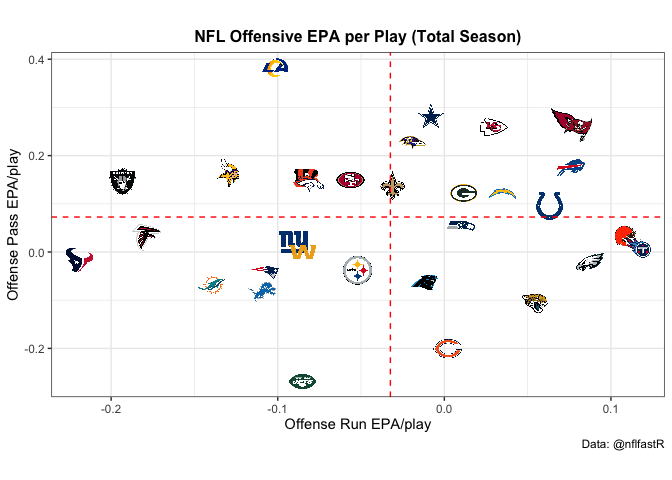 NFL Offensive EPA per Play (Total Season)
0.4
0.2
0.0
-0.2
Offense Pass EPA/play
-0.2
-0.1
0.0
0.1
Offense Run EPA/play
Data: @nflfastR